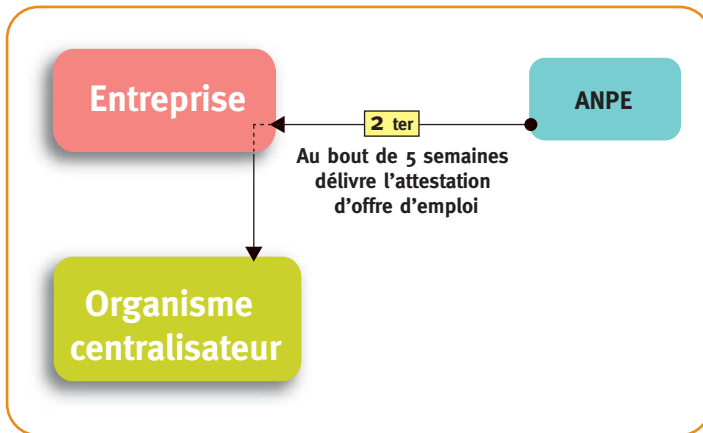 Entreprise
ANPE
2 ter
Au bout de 5 semaines
délivre l’attestation
d’offre d’emploi
Organisme
centralisateur